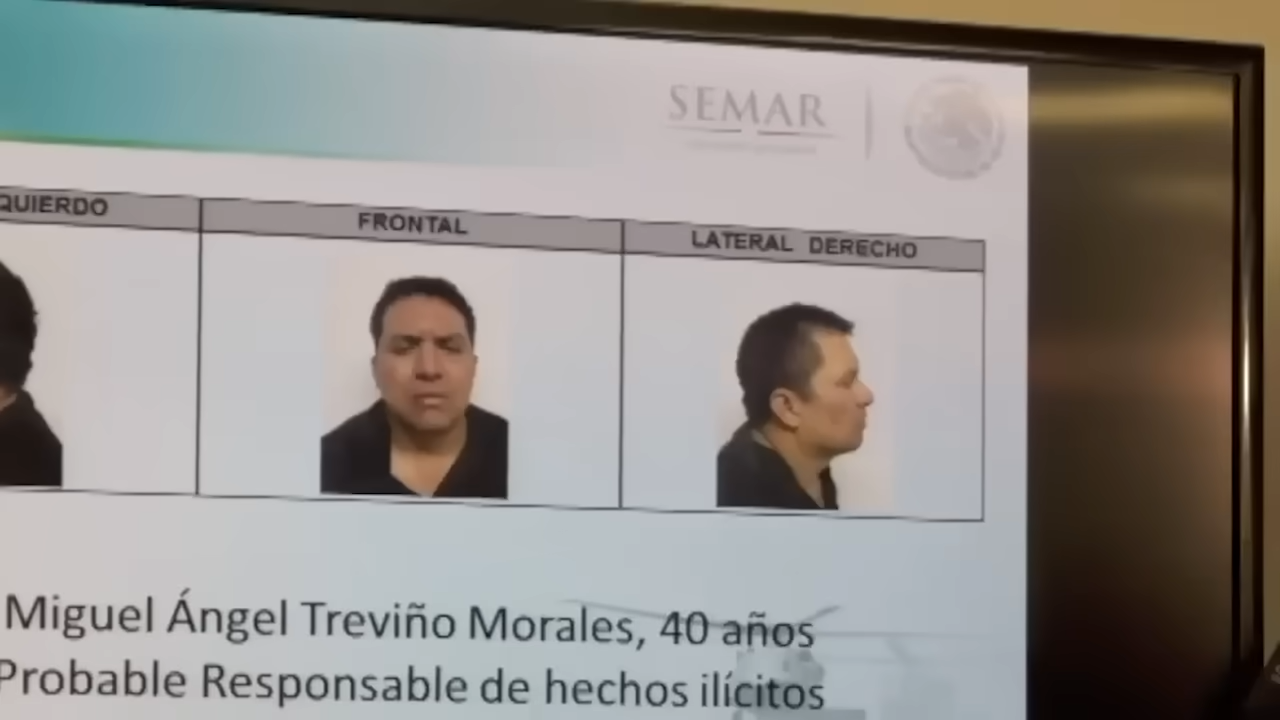 SEMAR
QUIERDO FRONTAL LATERAL DERECHO
Miguel Ángel Treviño Morales, 40 años
Probable Responsable de hechos ilícitos